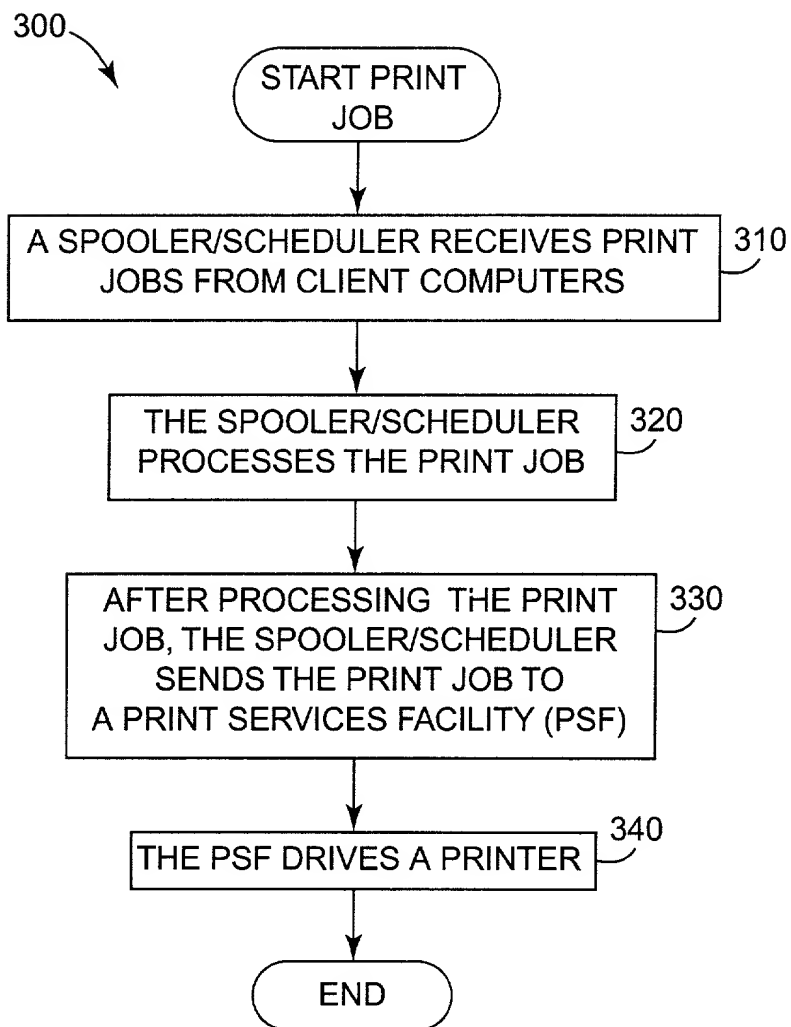 300
START PRINT
JOB
A SPOOLER/SCHEDULER RECEIVES PRINT
JOBS FROM CLIENT COMPUTERS
310
THE SPOOLER/SCHEDULER
PROCESSES THE PRINT JOB
320
AFTER PROCESSING THE PRINT
JOB, THE SPOOLER/SCHEDULER
SENDS THE PRINT JOB TO
A PRINT SERVICES FACILITY (PSF)
330
THE PSF DRIVES A PRINTER
340
END